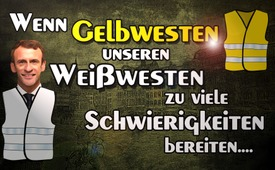 Wenn Gelbwesten
unseren
Weißwesten
zu viele
Schwierigkeiten
bereiten....